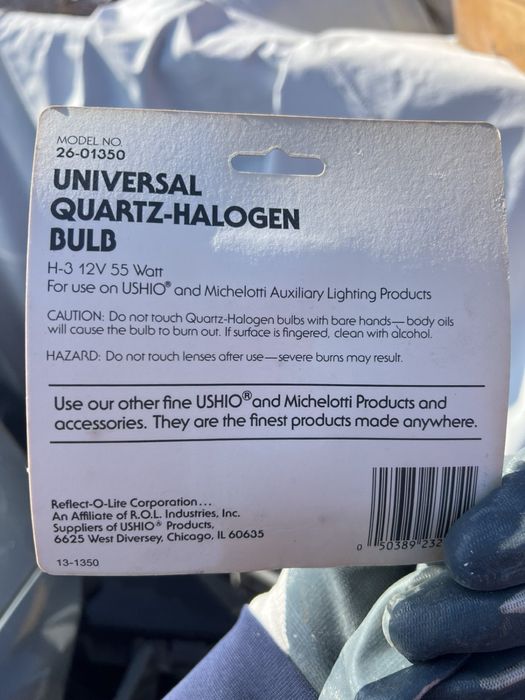 MODEL NO.
26-01350
UNIVERSAL
QUARTZ-HALOGEN
BULB
H-3 12V 55 Watt
For use on USHIO® and Michelotti Auxiliary Lighting Products
CAUTION: Do not touch Quartz-Halogen bulbs with bare hands—body oils
will cause the bulb to burn out. If surface is fingered, clean with alcohol.
HAZARD: Do not touch lenses after use—severe burns may result.
Use our other fine USHIO® and Michelotti Products and
accessories. They are the finest products made anywhere.
Reflect-O-Lite Corporation...
An Affiliate of R.O.L. Industries, Inc.
Suppliers of USHIO® Products,
6625 West Diversey, Chicago, IL 60635
0 50389 232
13-1350